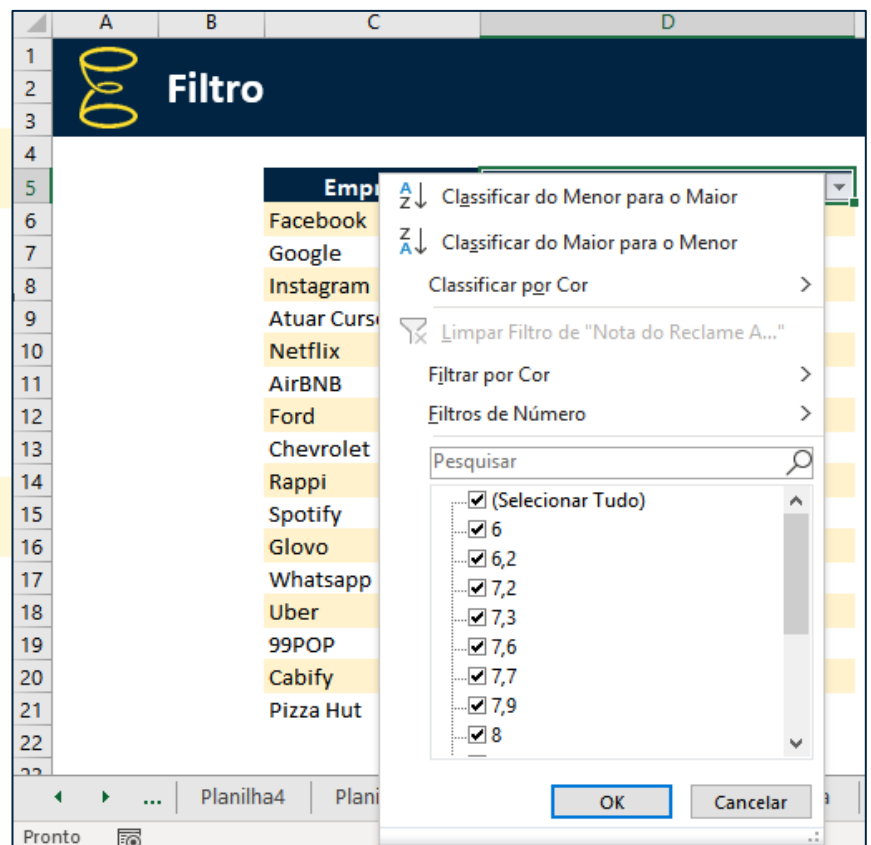 A B C D
1
2 Filtro
3
4
5 Emp
6 Facebook
7 Google
8 Instagram
9 Atuar Curs
10 Netflix
11 AirBNB
12 Ford
13 Chevrolet
14 Rappi
15 Spotify
16 Glovo
17 Whatsapp
18 Uber
19 99POP
20 Cabify
21 Pizza Hut
22
Classificar do Menor para o Maior
Classificar do Maior para o Menor
Classificar por Cor
Limpar Filtro de "Nota do Reclame A..."
Filtrar por Cor
Filtros de Número
Pesquisar
(Selecionar Tudo)
6
6,2
7,2
7,3
7,6
7,7
7,9
8
OK Cancelar
... Planilha4 Plani
Pronto